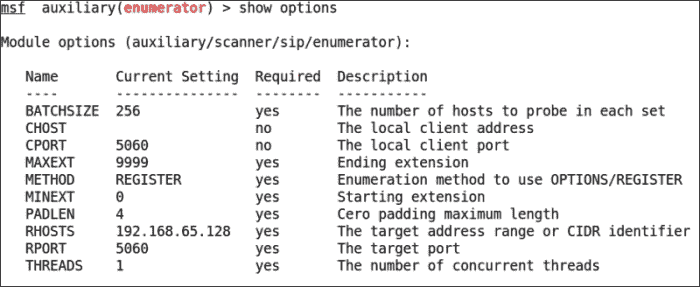 msf  auxiliary(enumerator) > show options
Module options (auxiliary/scanner/sip/enumerator):
Name       Current Setting  Required  Description
----       ---------------  --------  -----------
BATCHSIZE  256              yes       The number of hosts to probe in each set
CHOST                       no        The local client address
CPORT      5060             no        The local client port
MAXEXT     9999             yes       Ending extension
METHOD     REGISTER         yes       Enumeration method to use OPTIONS/REGISTER
MINEXT     0                yes       Starting extension
PADLEN     4                yes       Cero padding maximum length
RHOSTS     192.168.65.128   yes       The target address range or CIDR identifier
RPORT      5060             yes       The target port
THREADS    1                yes       The number of concurrent threads